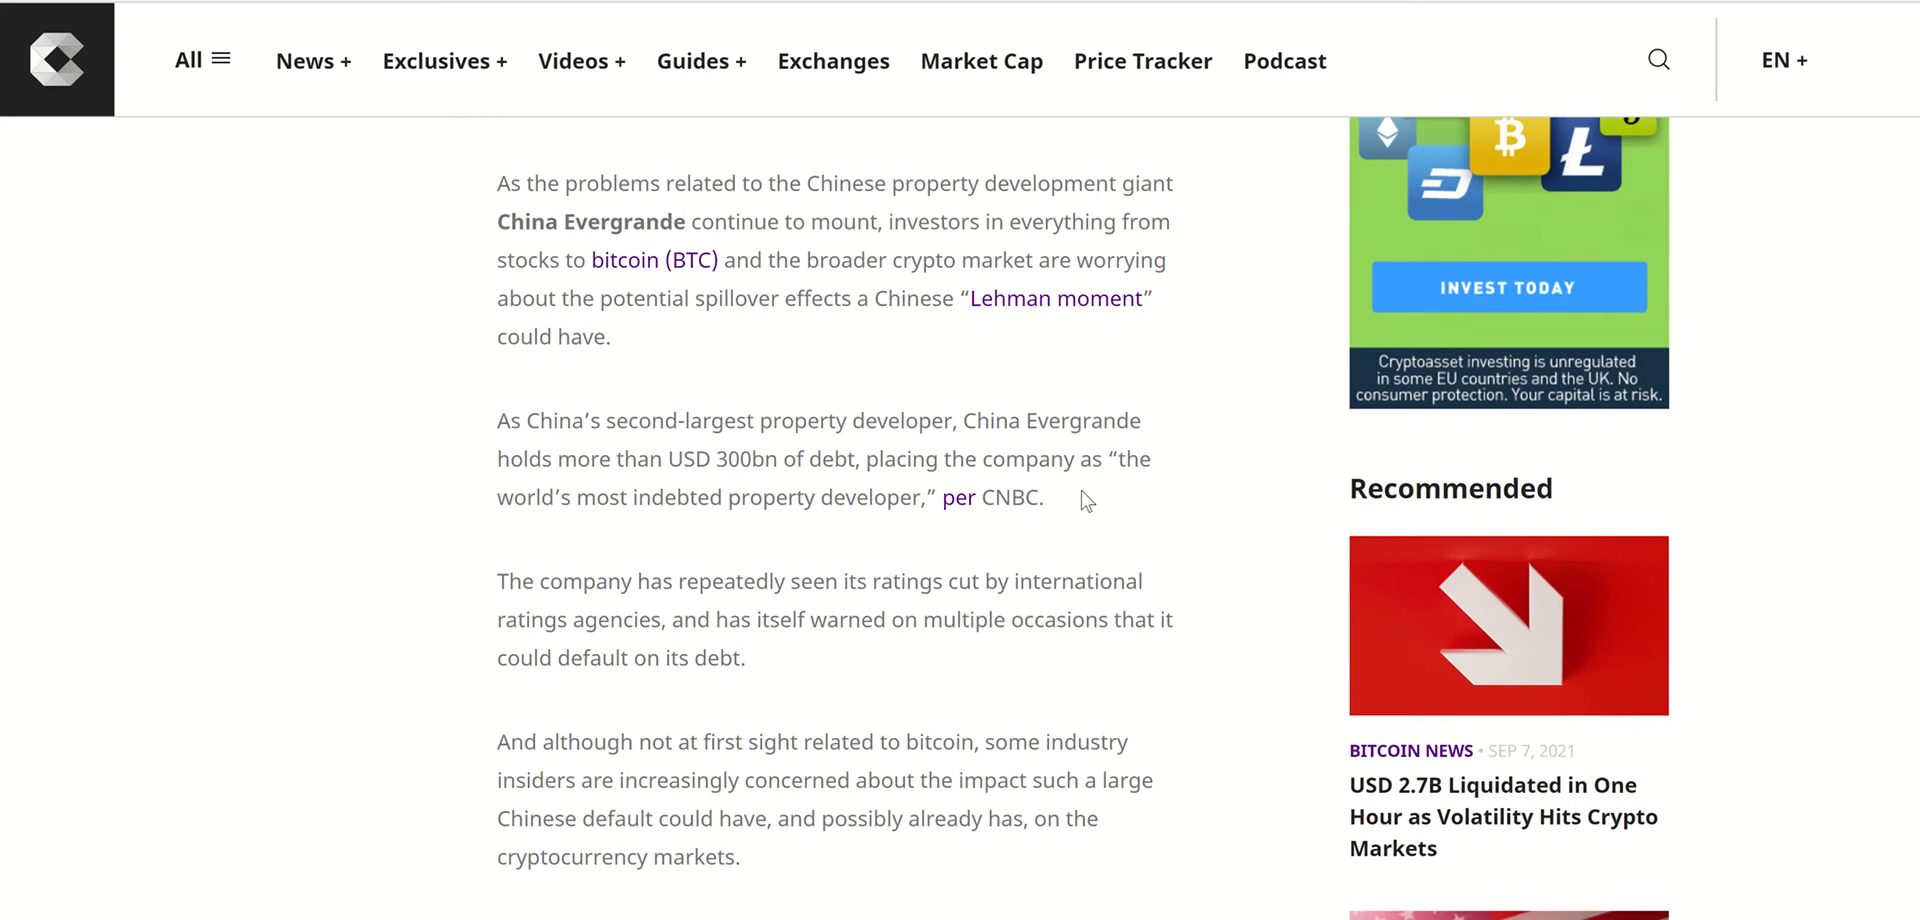 All
News +
Exclusives +
Videos +
Guides +
Exchanges
Market Cap
Price Tracker
Podcast
EN +
As the problems related to the Chinese property development giant
China Evergrande continue to mount, investors in everything from
stocks to bitcoin (BTC) and the broader crypto market are worrying
about the potential spillover effects a Chinese “Lehman moment”
could have.
As China’s second-largest property developer, China Evergrande
holds more than USD 300bn of debt, placing the company as “the
world’s most indebted property developer,” per CNBC.
The company has repeatedly seen its ratings cut by international
ratings agencies, and has itself warned on multiple occasions that it
could default on its debt.
And although not at first sight related to bitcoin, some industry
insiders are increasingly concerned about the impact such a large
Chinese default could have, and possibly already has, on the
cryptocurrency markets.
INVEST TODAY
Cryptoasset investing is unregulated
in some EU countries and the UK. No
consumer protection. Your capital is at risk.
Recommended
BITCOIN NEWS • SEP 7, 2021
USD 2.7B Liquidated in One
Hour as Volatility Hits Crypto
Markets